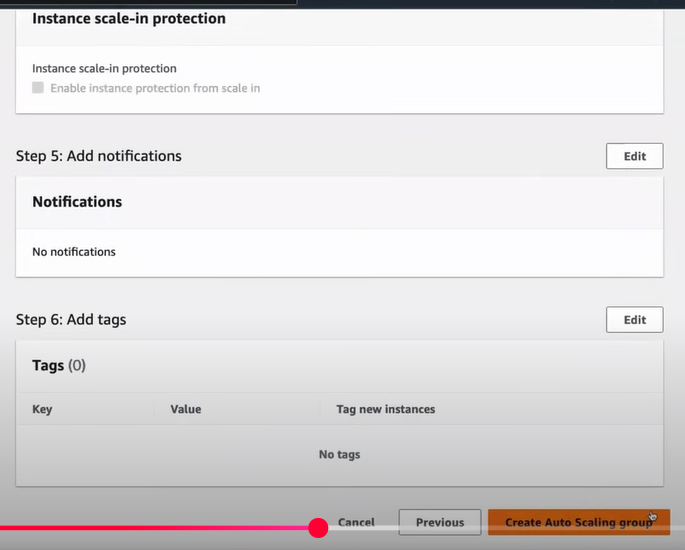 Instance scale-in protection
Instance scale-in protection
Enable instance protection from scale in
Step 5: Add notifications
Edit
Notifications
No notifications
Step 6: Add tags
Edit
Tags (0)
Key Value Tag new instances
No tags
Cancel Previous Create Auto Scaling group